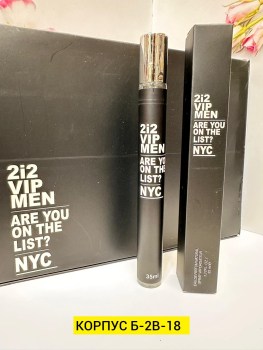 2i2
VIP
MEN
ARE YOU
ON THE
LIST?
NYC
2i2
VIP
MEN
ARE YOU
ON THE
LIST?
NYC
35ml
2i2
VIP
MEN
ARE YOU
ON THE
LIST?
NYC
КОРПУС Б-2В-18